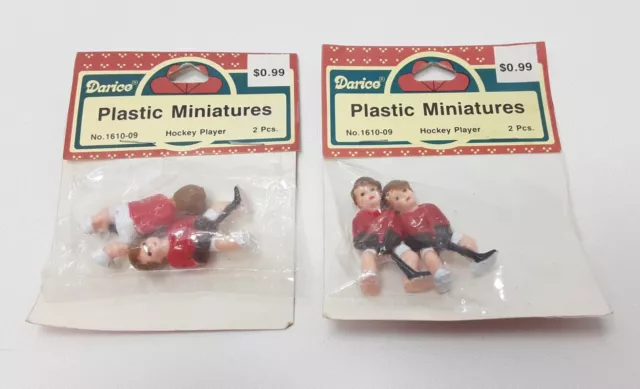 $0.99
Darice®
Plastic Miniatures
No.1610-09 Hockey Player 2 Pcs.
$0.99
Darice®
Plastic Miniatures
No.1610-09 Hockey Player 2 Pcs.